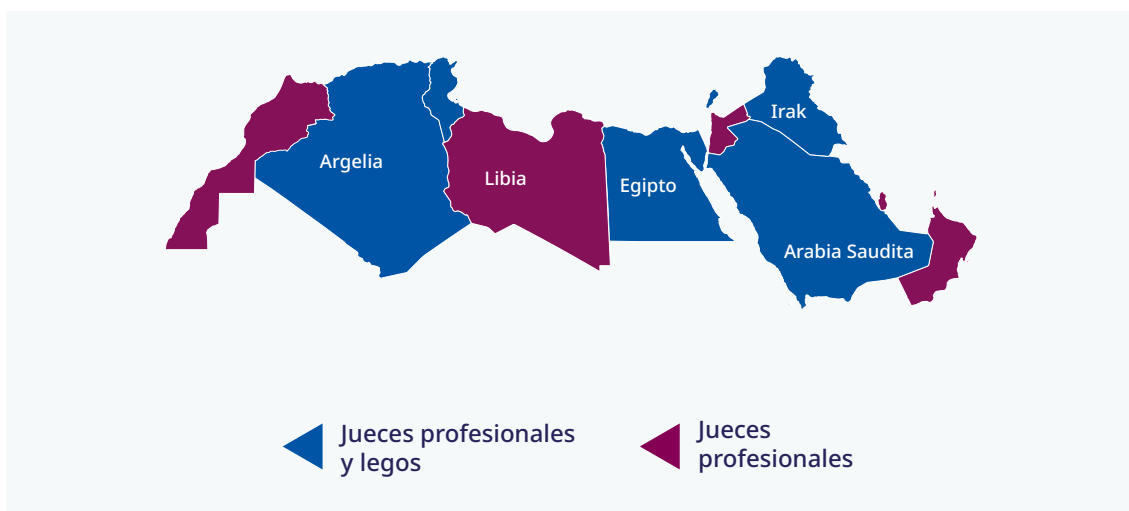 Irak
Argelia
Libia
Egipto
Arabia Saudita
Jueces profesionales
y legos
Jueces
profesionales